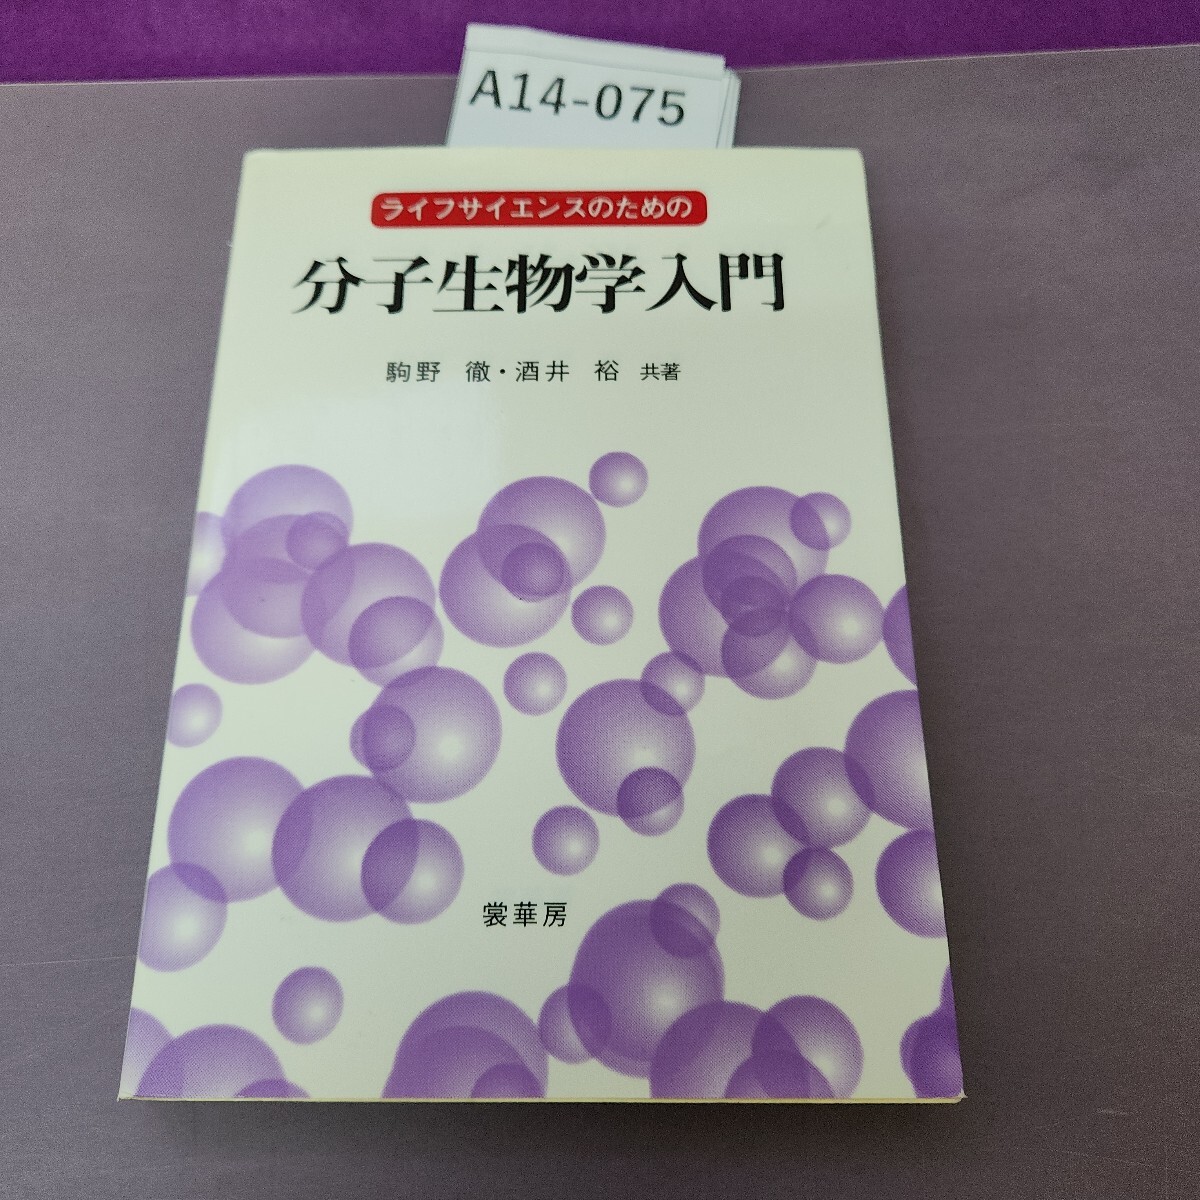 A14-075
ライフサイエンスのための
分子生物学入門
駒野 徹・酒井 裕 共著
裳華房